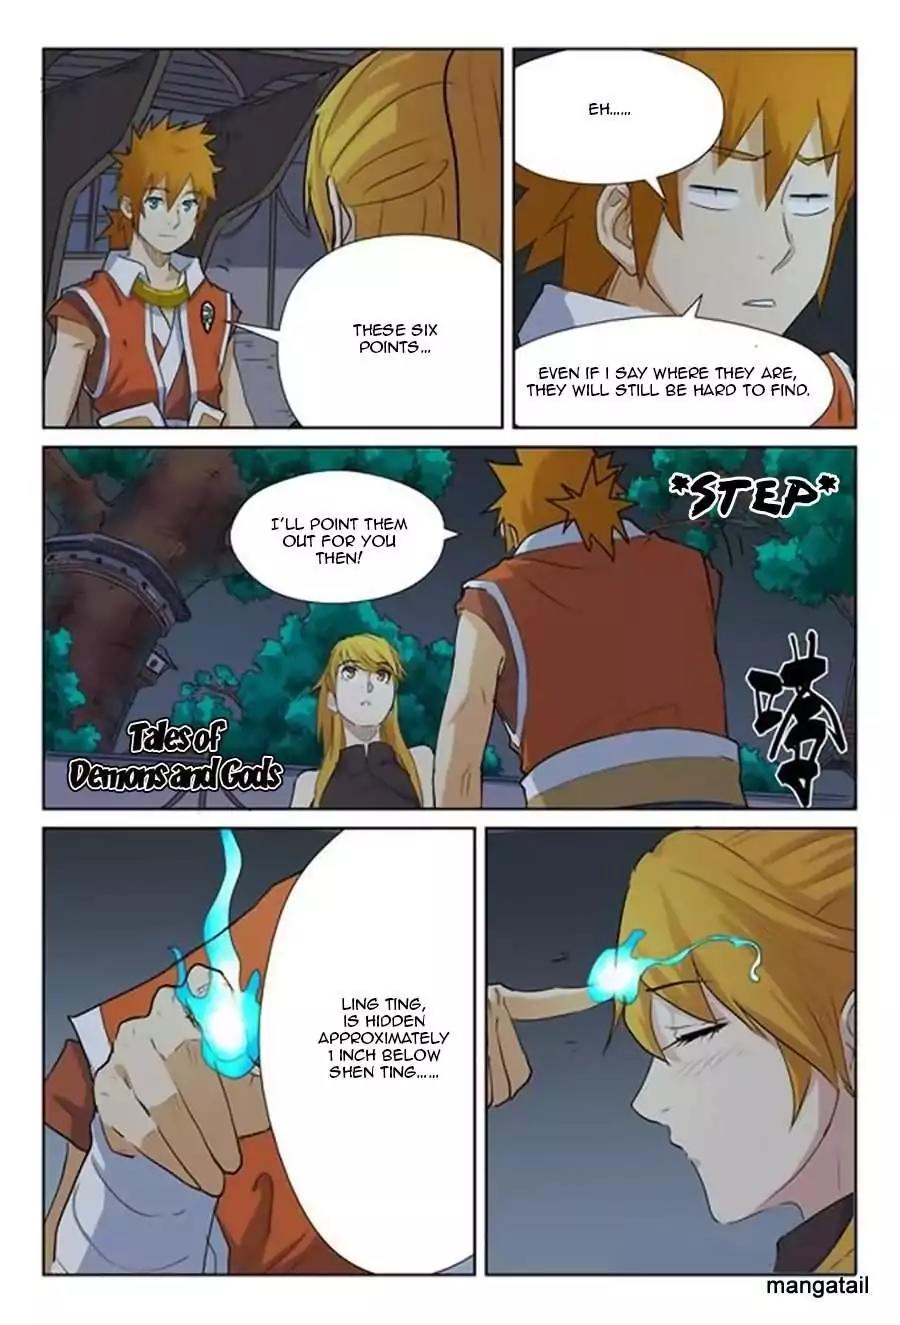 THESE SIX
POINTS...
EH......
EVEN IF I SAY WHERE THEY ARE,
THEY WILL STILL BE HARD TO FIND.
I'LL POINT THEM
OUT FOR YOU
THEN!
*STEP*
Tales of
Demons and Gods
LING TING,
IS HIDDEN
APPROXIMATELY
1 INCH BELOW
SHEN TING......
mangatail